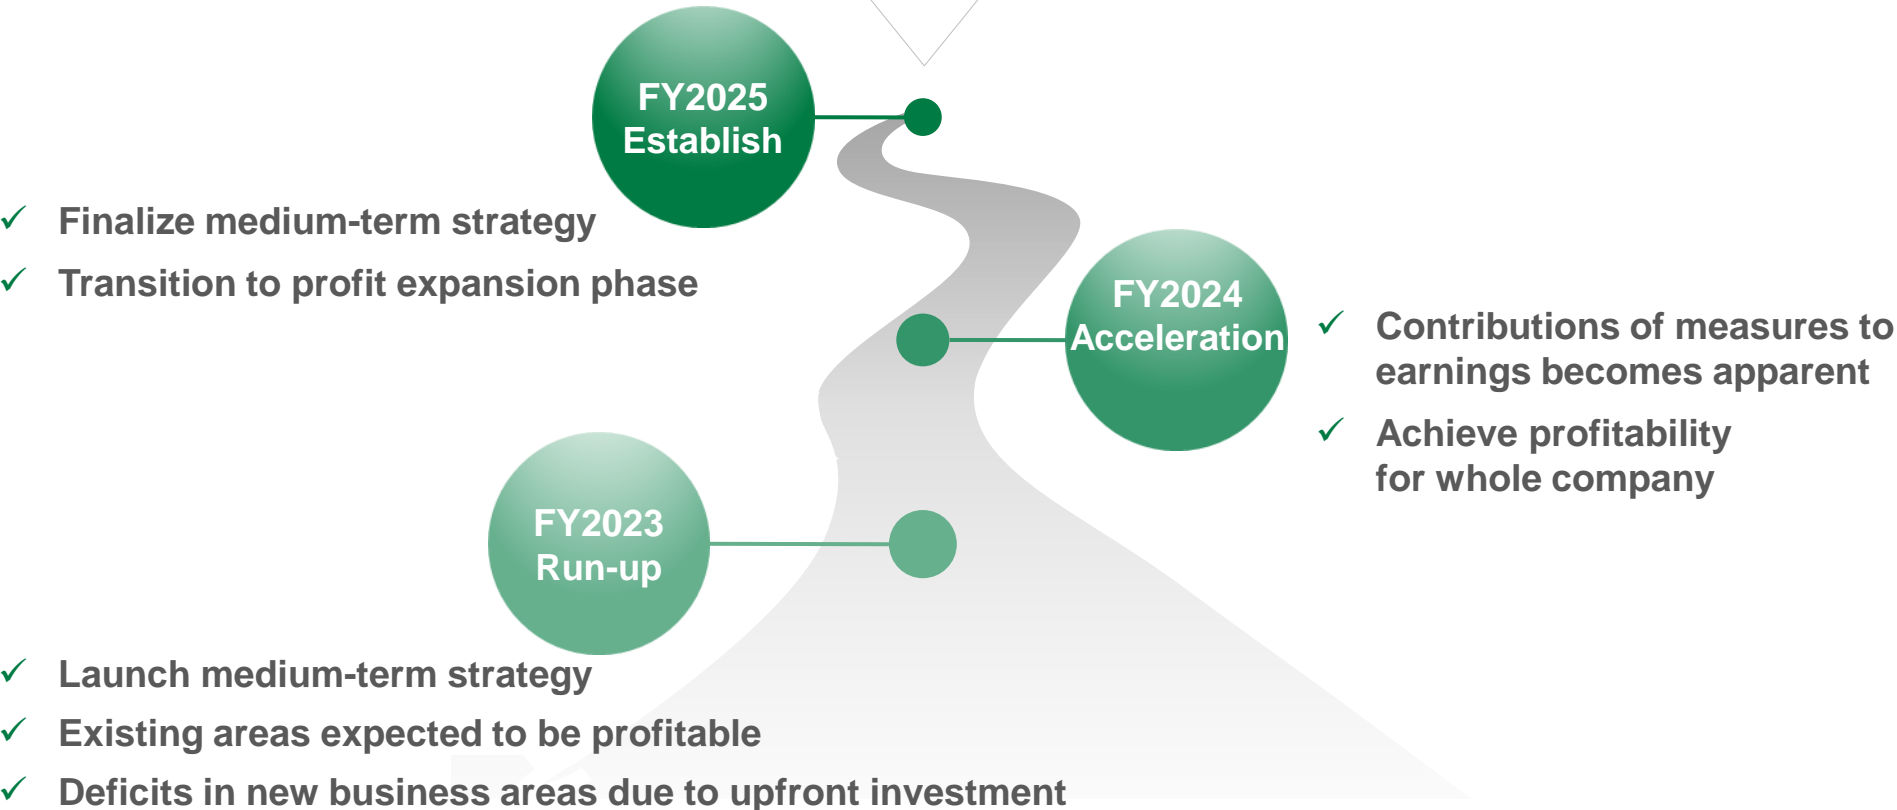 FY2025
Establish
Finalize medium-term strategy
Transition to profit expansion phase
FY2024
Acceleration
Contributions of measures to
earnings becomes apparent
Achieve profitability
for whole company
FY2023
Run-up
Launch medium-term strategy
Existing areas expected to be profitable
Deficits in new business areas due to upfront investment